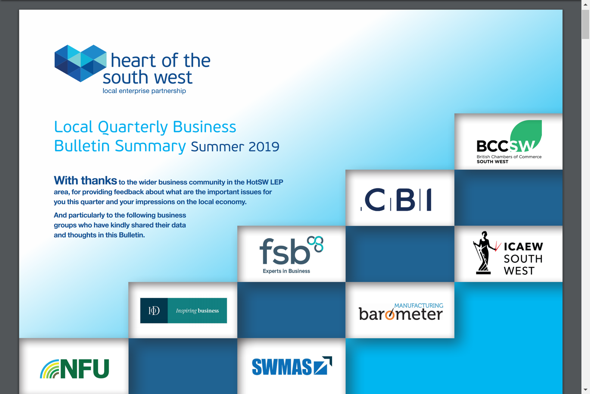 heart of the
south west
local enterprise partnership
Local Quarterly Business
Bulletin Summary Summer 2019
With thanks to the wider business community in the HotSW LEP
area, for providing feedback about what are the important issues for
you this quarter and your impressions on the local economy.
And particularly to the following business
groups who have kindly shared their data
and thoughts in this Bulletin.
BCCSW
British Chambers of Commerce
SOUTH WEST
CBI
fsb
Experts in Business
ICAEW
SOUTH
WEST
IOD
Inspiring business
MANUFACTURING
barometer
NFU
SWMAS